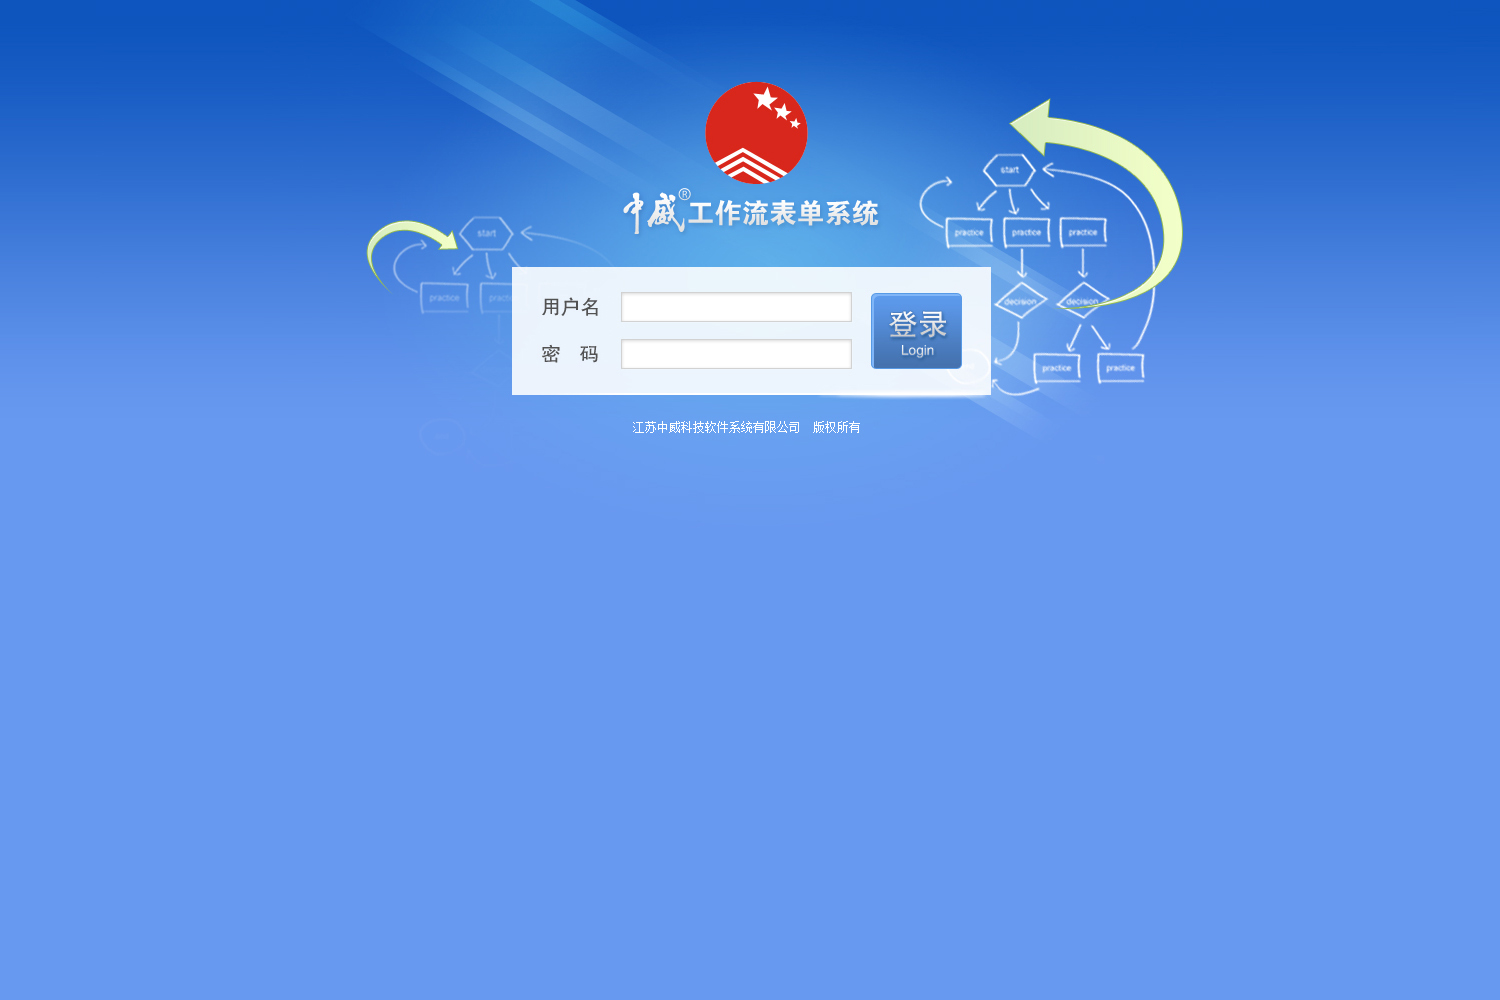 中威®工作流表单系统
start
practice practice practice
start
practice practice
用户名
decision decision
登录
Login
密 码
practice practice
江苏中威科技软件系统有限公司 版权所有